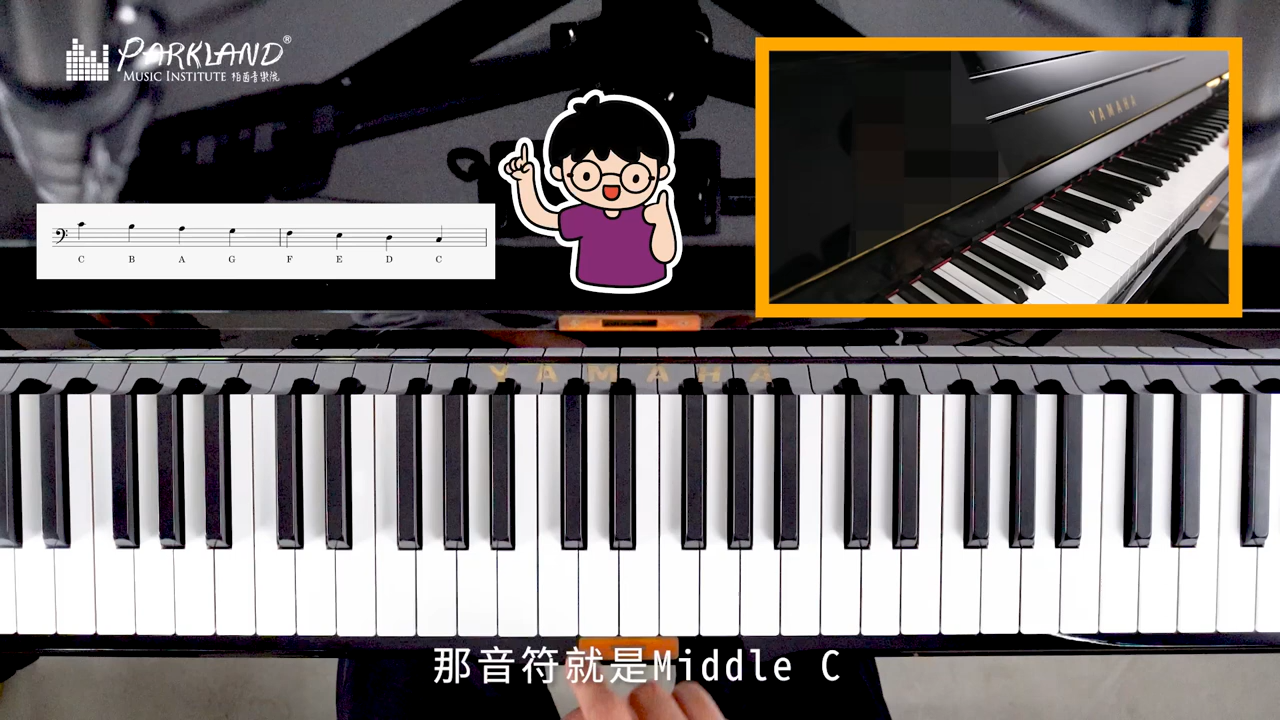 PARKLAND®
MUSIC INSTITUTE 柏菡音樂院
C B A G F E D C
YAMAHA
YAMAHA
那音符就是Middle C